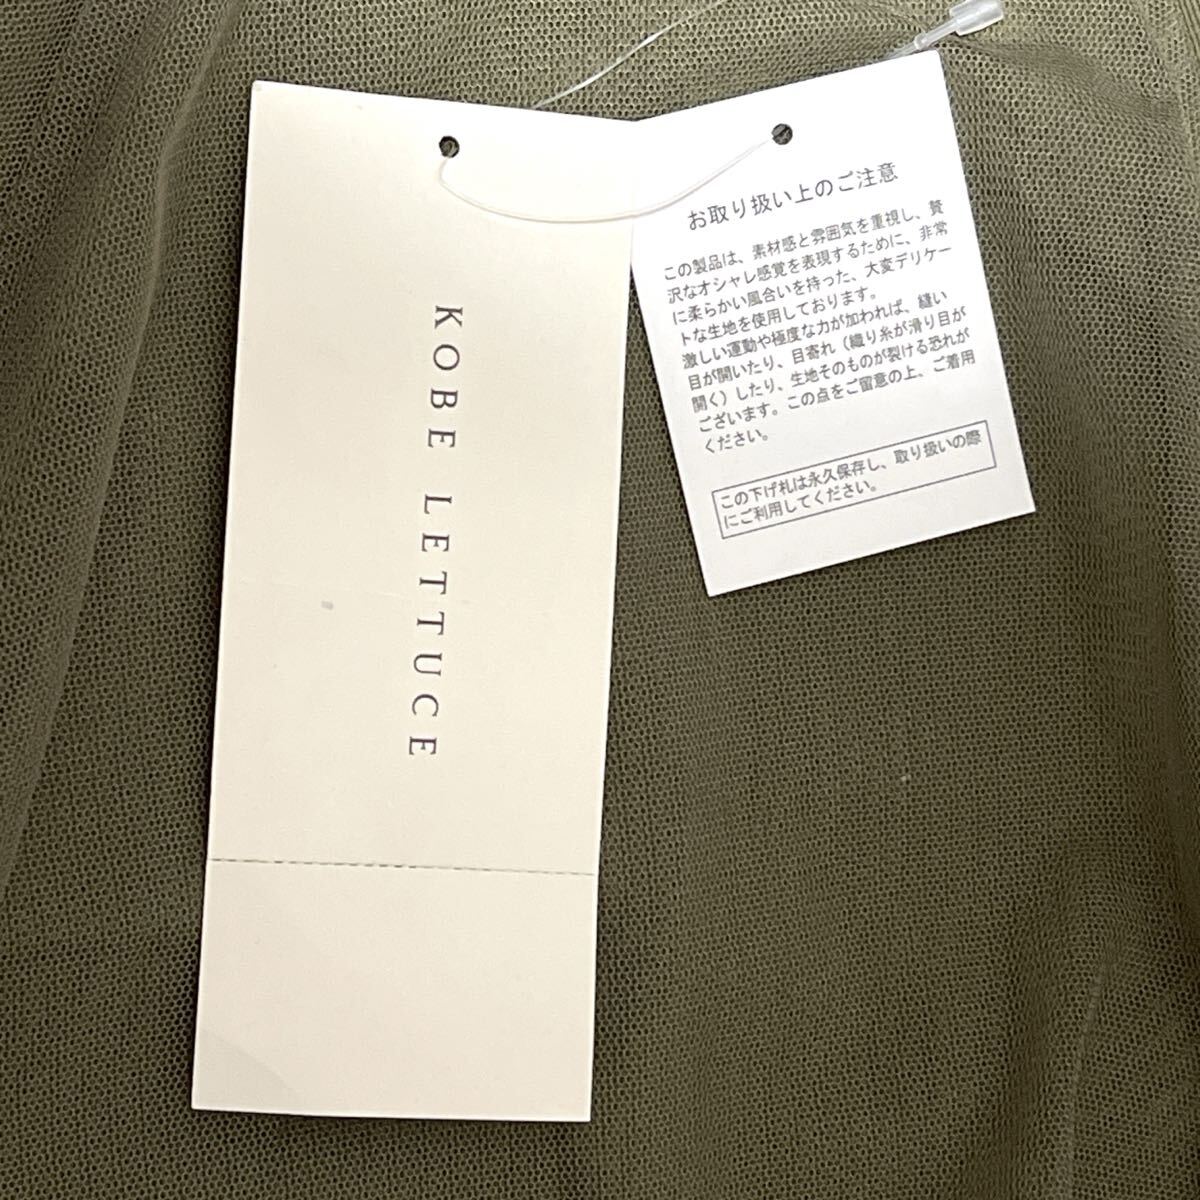 KOBE LETTUCE
お取り扱い上のご注意
この製品は、素材感と雰囲気を重視し、贅
沢なオシャレ感覚を表現するために、非常
に柔らかい風合いを持った、大変デリケー
トな生地を使用しております。
激しい運動や極度な力が加われば、縫い
目が開いたり、目寄れ（織り糸が滑り目が
開く）したり、生地そのものが裂ける恐れが
ございます。この点をご留意の上、ご着用
ください。
この下げ札は永久保存し、取り扱いの際
にご利用してください。